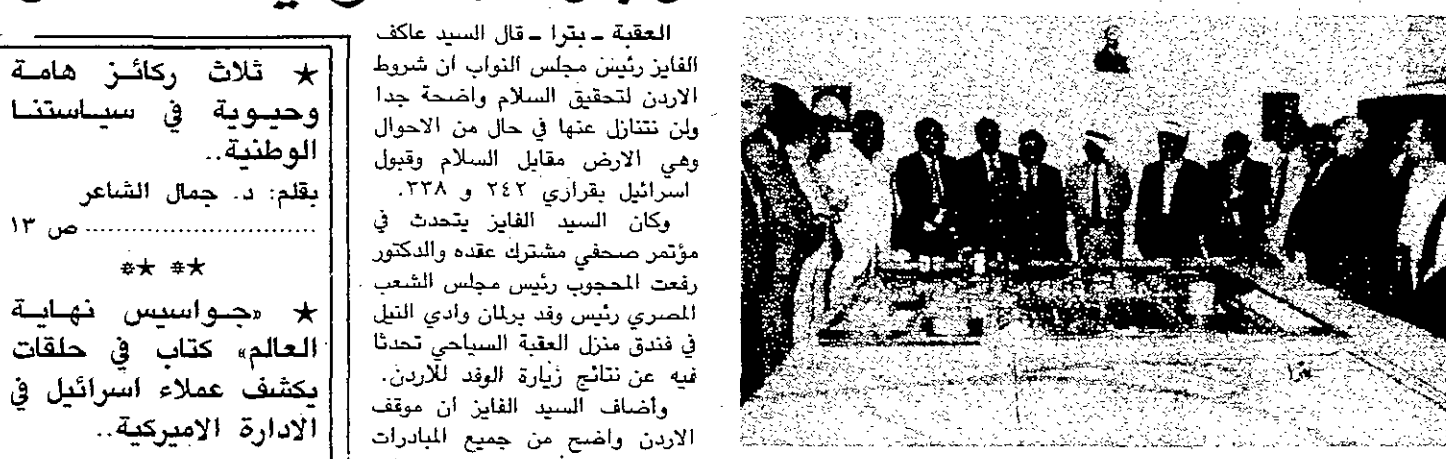 العقبة ـ بترا ـ قال السيد عاكف
الفايز رئيس مجلس النواب ان شروط
الاردن لتحقيق السلام واضحة جدا
ولن نتنازل عنها في حال من الاحوال
وهي الارض مقابل السلام وقبول
اسرائيل بقراري ٢٤٢ و ٣٣٨.
وكان السيد الفايز يتحدث في
مؤتمر صحفي مشترك عقده والدكتور
رفعت المحجوب رئيس مجلس الشعب
المصري رئيس وفد برلمان وادي النيل
في فندق منزل العقبة السياحي تحدثا
فيه عن نتائج زيارة الوفد للاردن.
وأضاف السيد الفايز ان موقف
الاردن واضح من جميع المبادرات
★ ثلاث ركائز هامة
وحيوية في سياستنا
الوطنية..
بقلم: د. جمال الشاعر
.............................. ص ١٣
★ «جواسيس نهاية
العالم» كتاب في حلقات
يكشف عملاء اسرائيل في
الادارة الاميركية..
بترا